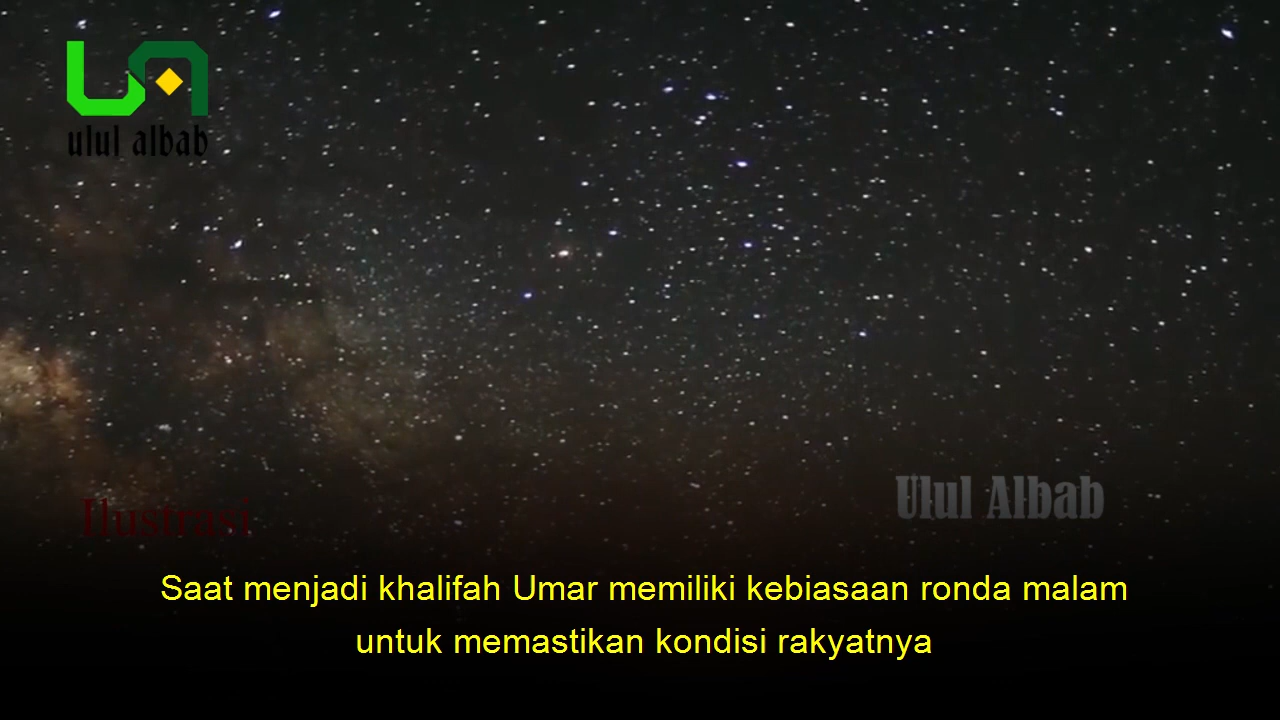 ulul albab
Ilustrasi
Ulul Albab
Saat menjadi khalifah Umar memiliki kebiasaan ronda malam
untuk memastikan kondisi rakyatnya